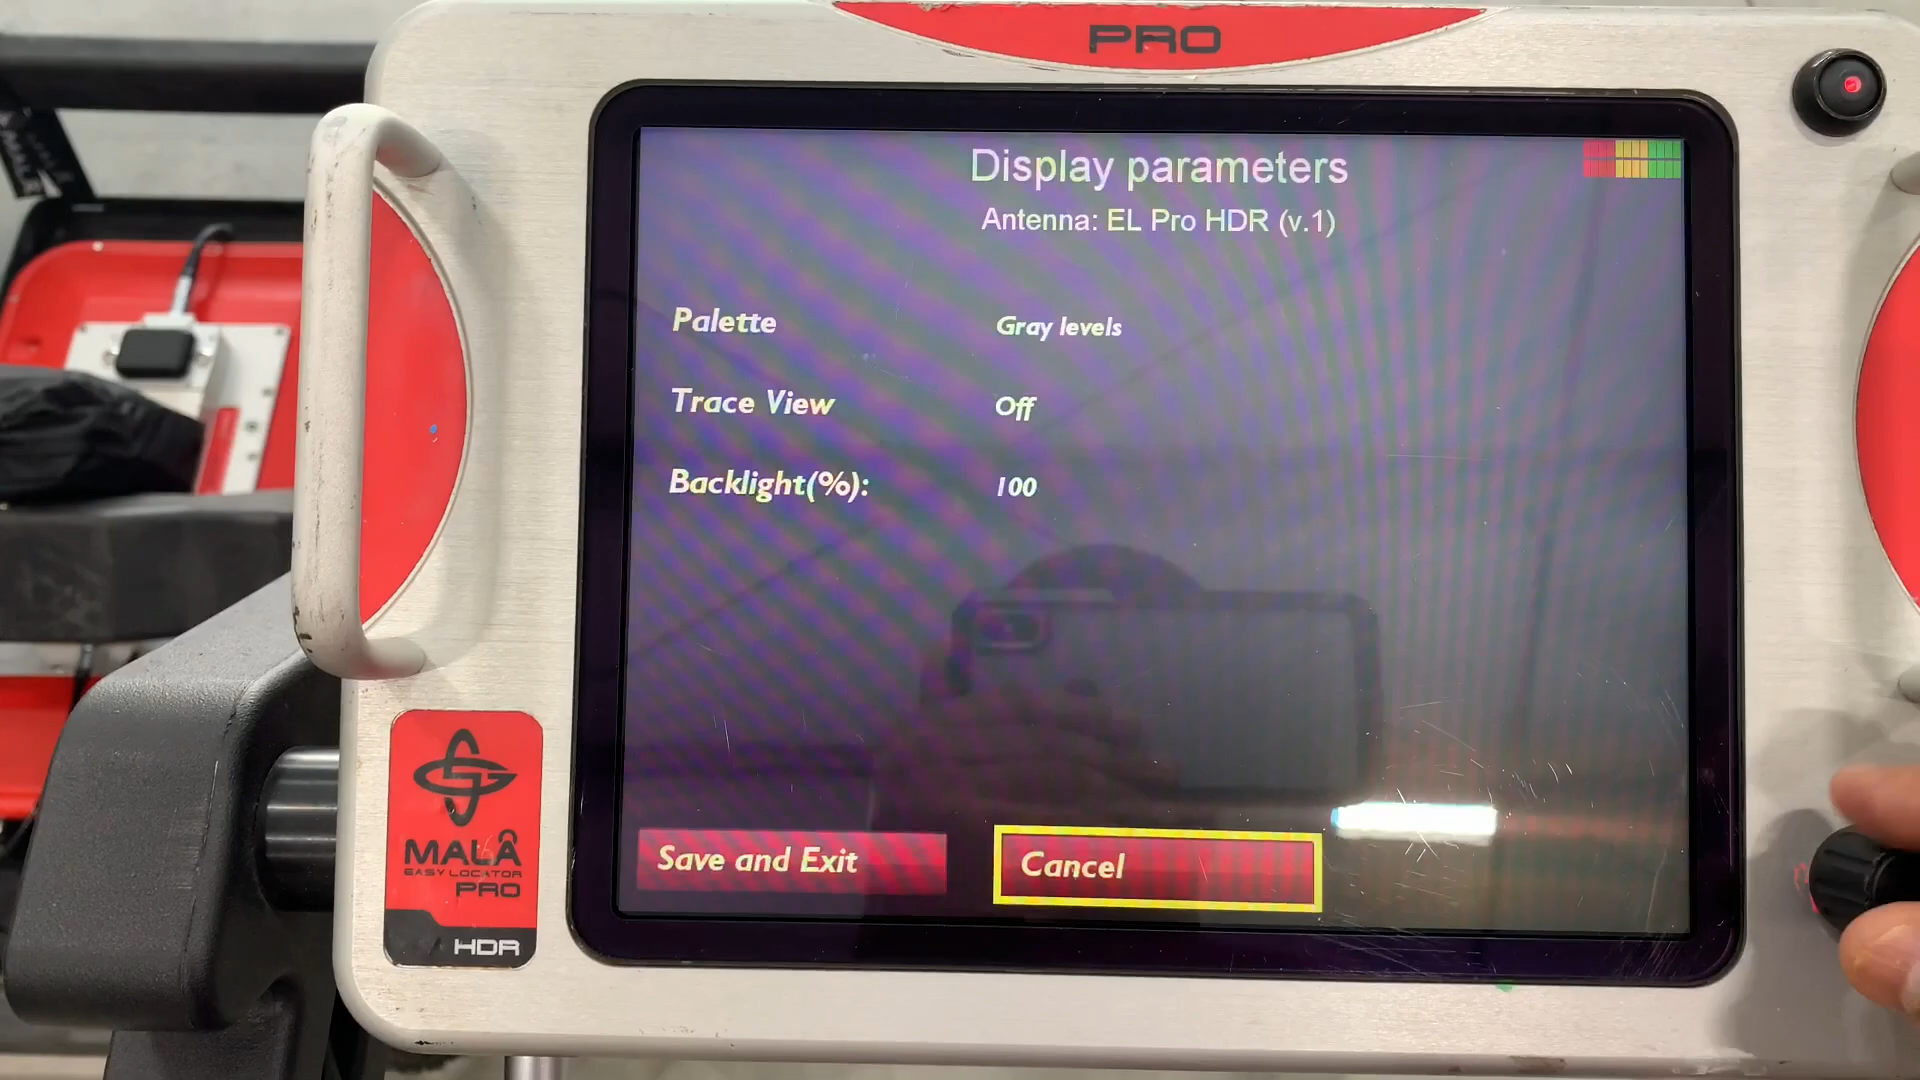 PRO
Display parameters
Antenna: EL Pro HDR (v.1)
Palette Gray levels
Trace View Off
Backlight(%): 100
Save and Exit Cancel
MALÅ
EASY LOCATOR
PRO
HDR